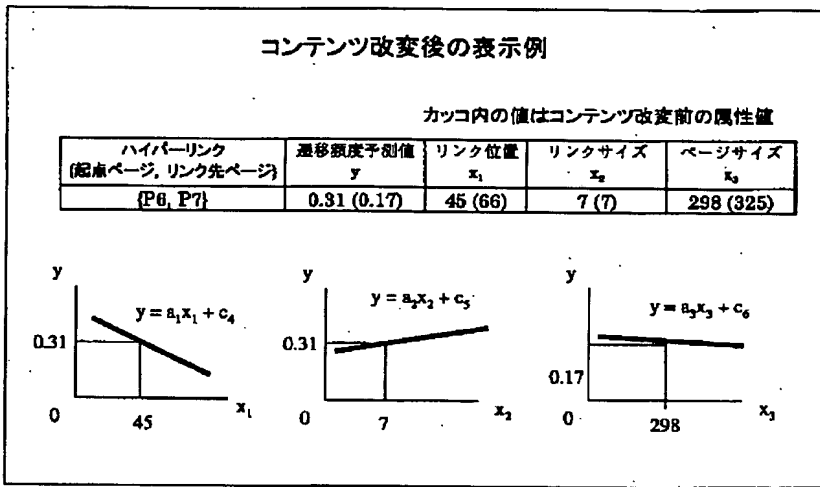 コンテンツ改変後の表示例
カッコ内の値はコンテンツ改変前の属性値
ハイパーリンク
{起点ページ, リンク先ページ}
遷移頻度予測値
y
リンク位置
x₁
リンクサイズ
x₂
ページサイズ
x₃
{P6, P7}
0.31 (0.17)
45 (66)
7 (7)
298 (325)
y
y = a₁x₁ + c₄
0.31
0
45
x₁
y
y = a₂x₂ + c₅
0.31
0
7
x₂
y
y = a₃x₃ + c₆
0.17
0
298
x₃